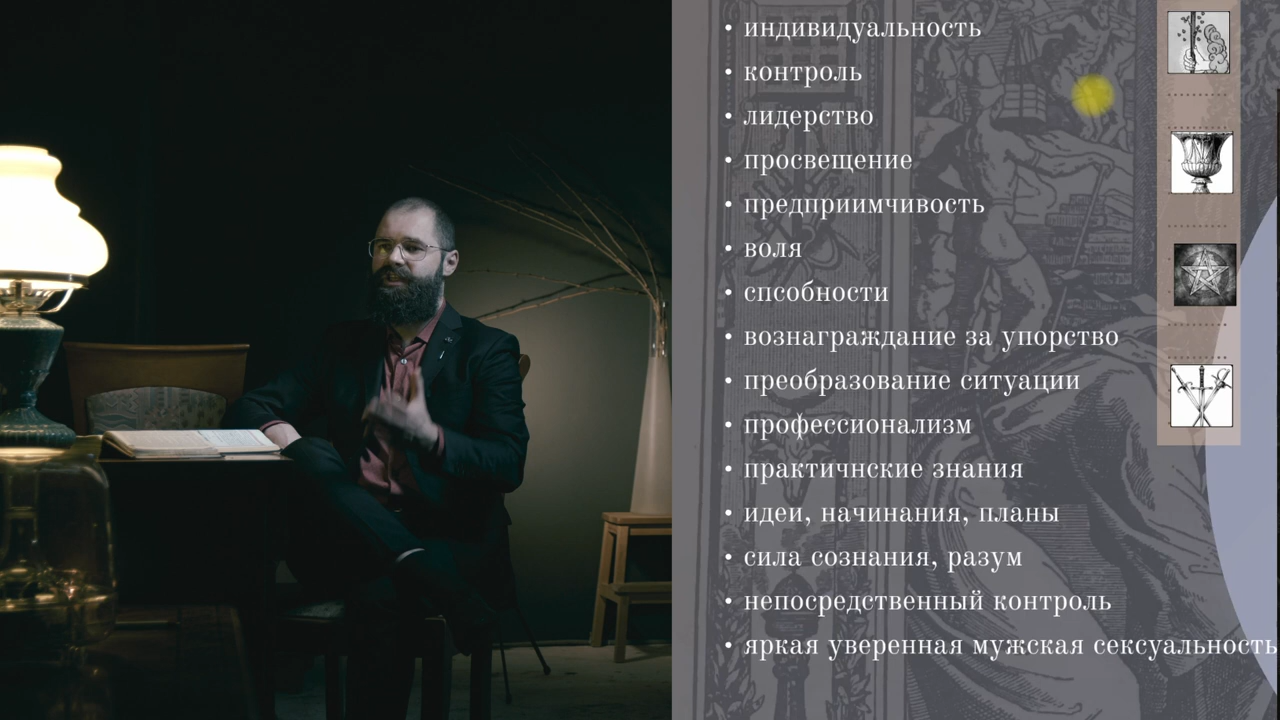 • индивидуальность
• контроль
• лидерство
• просвещение
• предприимчивость
• воля
• спсобности
• вознаграждание за упорство
• преобразование ситуации
• профессионализм
• практичнские знания
• идеи, начинания, планы
• сила сознания, разум
• непосредственный контроль
• яркая уверенная мужская сексуальность